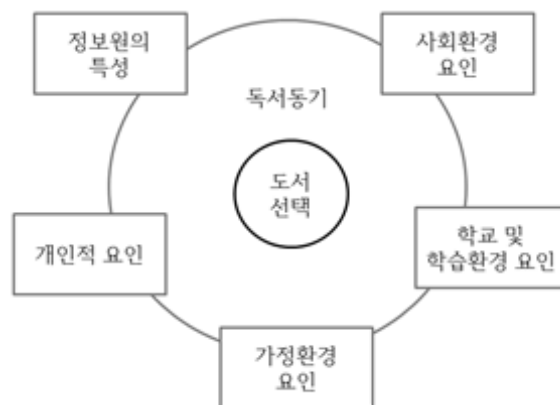 정보원의
특성
사회환경
요인
독서동기
도서
선택
개인적 요인
학교 및
학습환경 요인
가정환경
요인